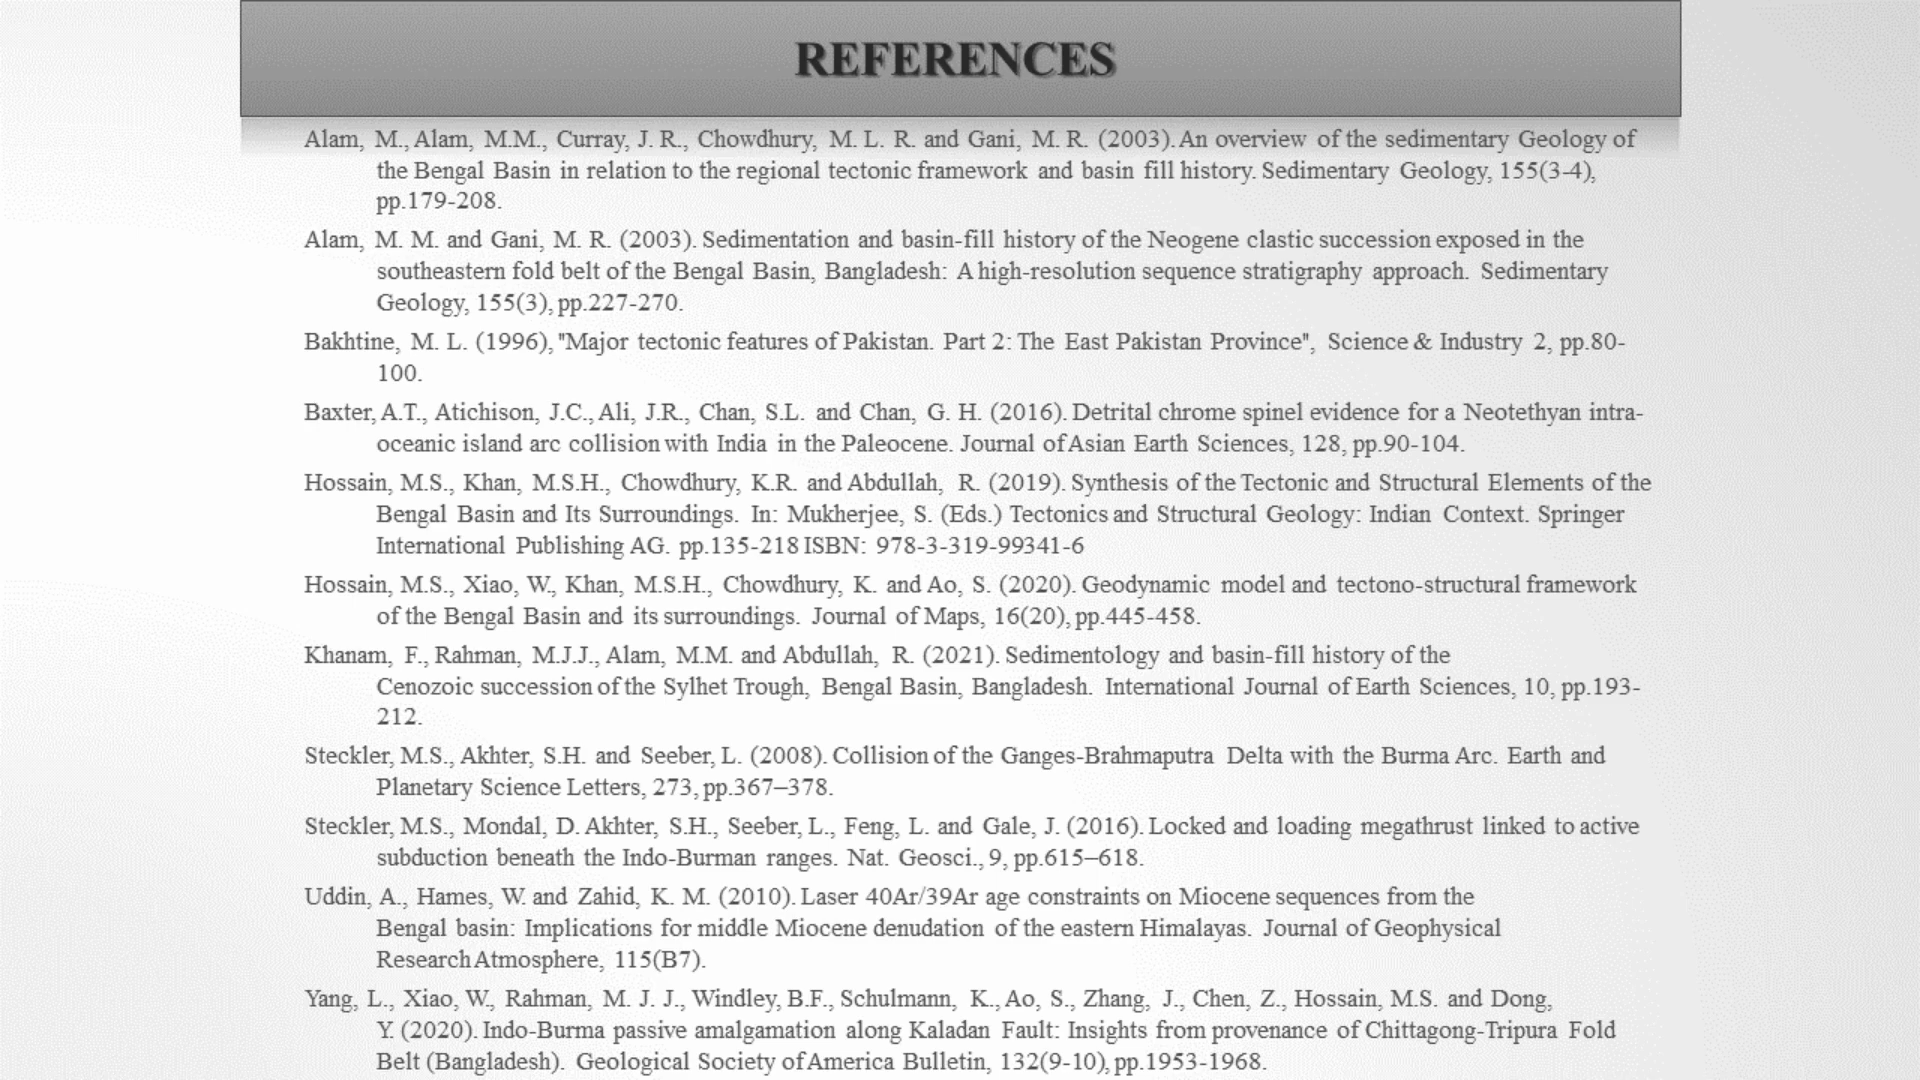 REFERENCES
Alam, M., Alam, M.M., Curray, J. R., Chowdhury, M. L. R. and Gani, M. R. (2003). An overview of the sedimentary Geology of
the Bengal Basin in relation to the regional tectonic framework and basin fill history. Sedimentary Geology, 155(3-4),
pp.179-208.
Alam, M. M. and Gani, M. R. (2003). Sedimentation and basin-fill history of the Neogene clastic succession exposed in the
southeastern fold belt of the Bengal Basin, Bangladesh: A high-resolution sequence stratigraphy approach. Sedimentary
Geology, 155(3), pp.227-270.
Bakhtine, M. L. (1996), "Major tectonic features of Pakistan. Part 2: The East Pakistan Province", Science & Industry 2, pp.80-
100.
Baxter, A.T., Atichison, J.C., Ali, J.R., Chan, S.L. and Chan, G. H. (2016). Detrital chrome spinel evidence for a Neotethyan intra-
oceanic island arc collision with India in the Paleocene. Journal of Asian Earth Sciences, 128, pp.90-104.
Hossain, M.S., Khan, M.S.H., Chowdhury, K.R. and Abdullah, R. (2019). Synthesis of the Tectonic and Structural Elements of the
Bengal Basin and Its Surroundings. In: Mukherjee, S. (Eds.) Tectonics and Structural Geology: Indian Context. Springer
International Publishing AG. pp.135-218 ISBN: 978-3-319-99341-6
Hossain, M.S., Xiao, W., Khan, M.S.H., Chowdhury, K. and Ao, S. (2020). Geodynamic model and tectono-structural framework
of the Bengal Basin and its surroundings. Journal of Maps, 16(20), pp.445-458.
Khanam, F., Rahman, M.J.J., Alam, M.M. and Abdullah, R. (2021). Sedimentology and basin-fill history of the
Cenozoic succession of the Sylhet Trough, Bengal Basin, Bangladesh. International Journal of Earth Sciences, 10, pp.193-
212.
Steckler, M.S., Akhter, S.H. and Seeber, L. (2008). Collision of the Ganges-Brahmaputra Delta with the Burma Arc. Earth and
Planetary Science Letters, 273, pp.367–378.
Steckler, M.S., Mondal, D. Akhter, S.H., Seeber, L., Feng, L. and Gale, J. (2016). Locked and loading megathrust linked to active
subduction beneath the Indo-Burman ranges. Nat. Geosci., 9, pp.615–618.
Uddin, A., Hames, W. and Zahid, K. M. (2010). Laser 40Ar/39Ar age constraints on Miocene sequences from the
Bengal basin: Implications for middle Miocene denudation of the eastern Himalayas. Journal of Geophysical
Research Atmosphere, 115(B7).
Yang, L., Xiao, W., Rahman, M. J. J., Windley, B.F., Schulmann, K., Ao, S., Zhang, J., Chen, Z., Hossain, M.S. and Dong,
Y. (2020). Indo-Burma passive amalgamation along Kaladan Fault: Insights from provenance of Chittagong-Tripura Fold
Belt (Bangladesh). Geological Society of America Bulletin, 132(9-10), pp.1953-1968.